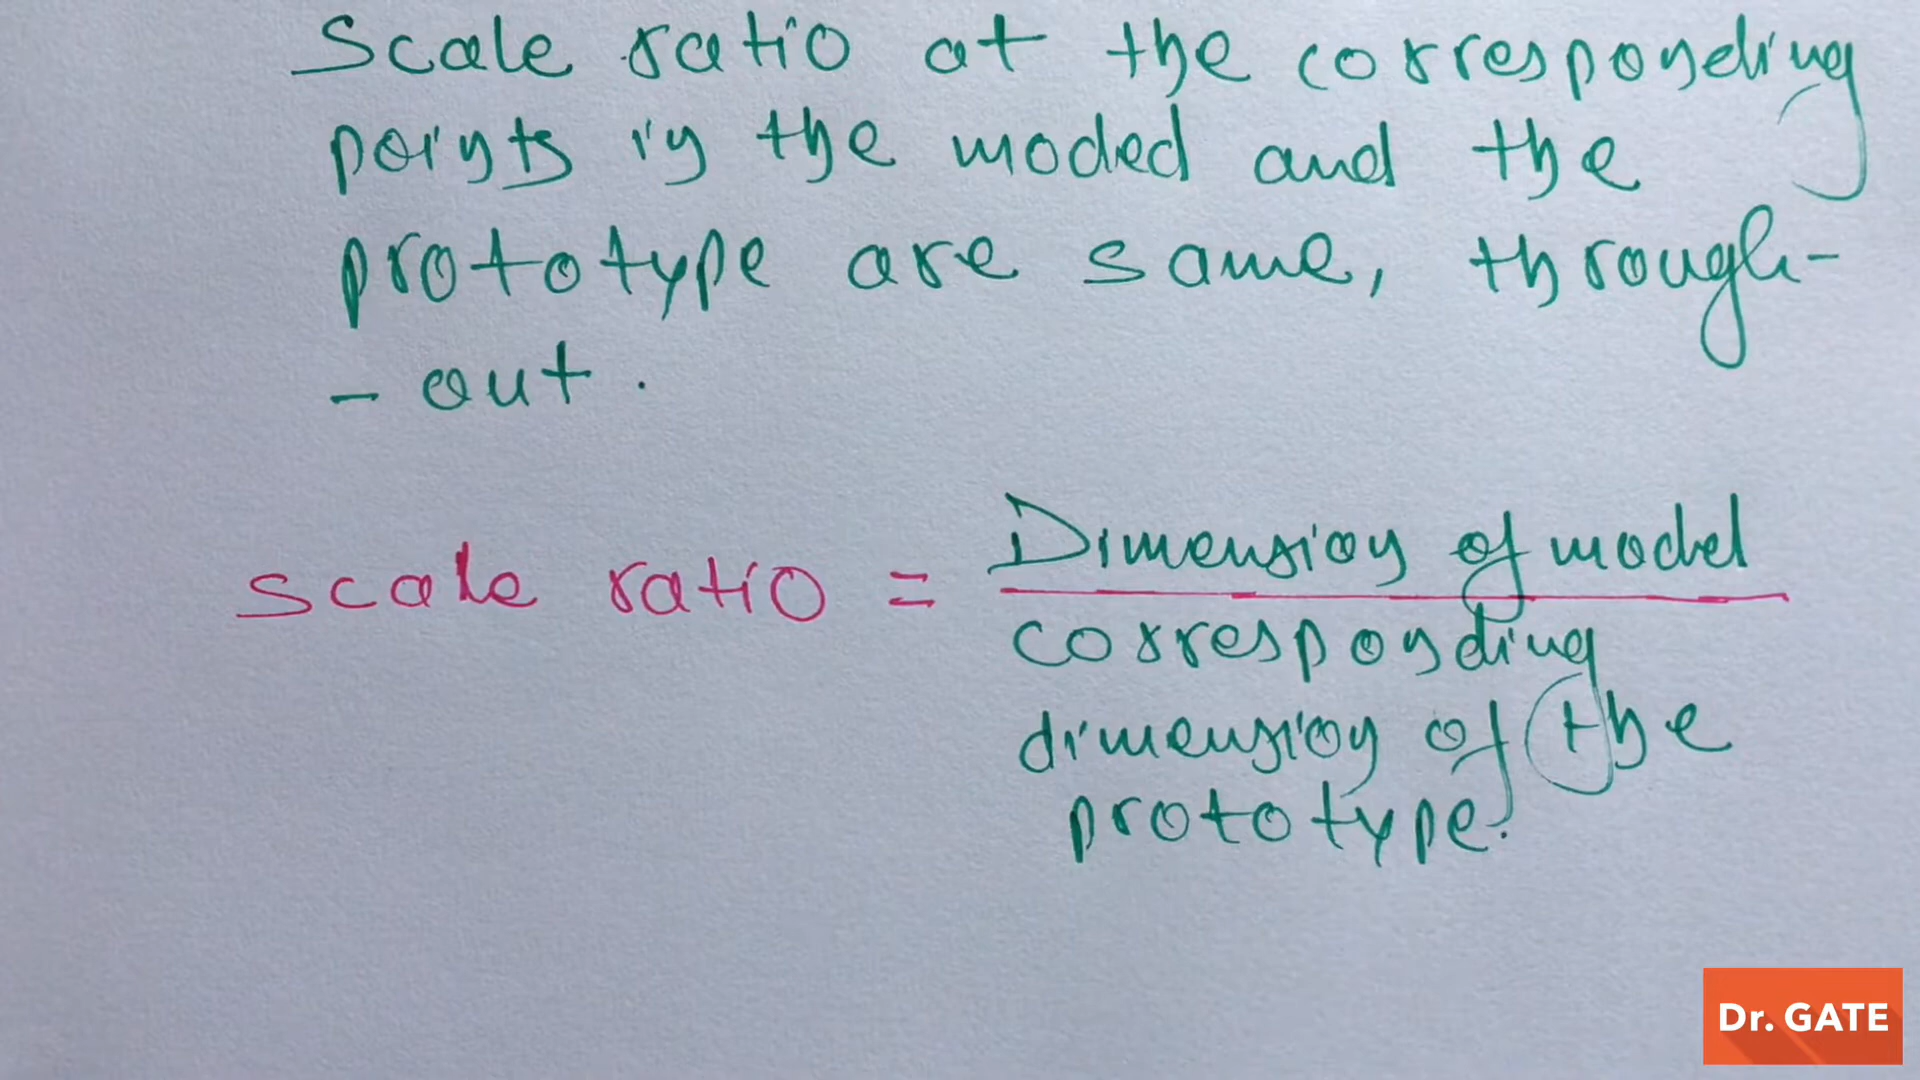 Scale ratio at the corresponding
points in the moded and the
prototype are same, through-
- out.
Dimension of model
scale ratio =
corresponding
dimension of the
prototype.
Dr. GATE